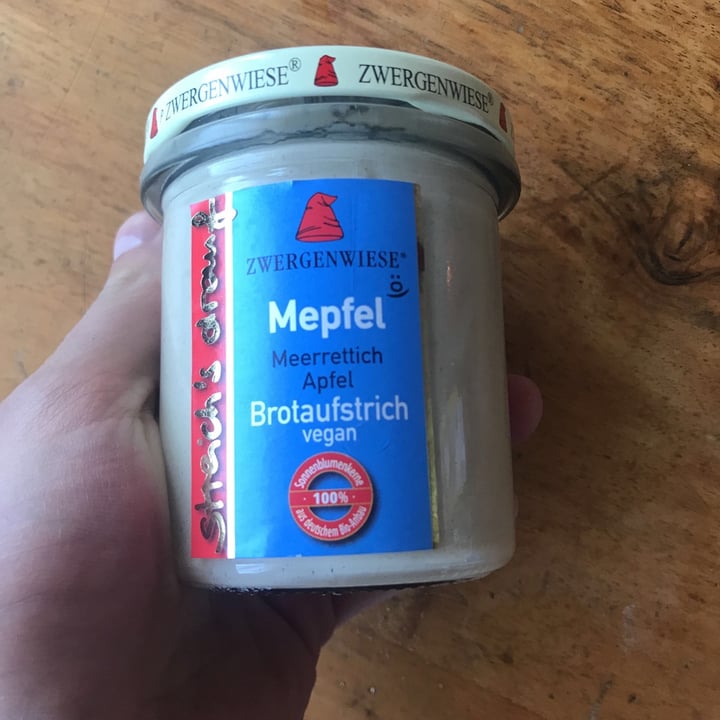 ZWERGENWIESE® ZWERGENWIESE®
Streich's drauf
ZWERGENWIESE®
Mepfel
Meerrettich
Apfel
Brotaufstrich
vegan
Sonnenblumenkerne
100%
aus deutschem Bio-Anbau